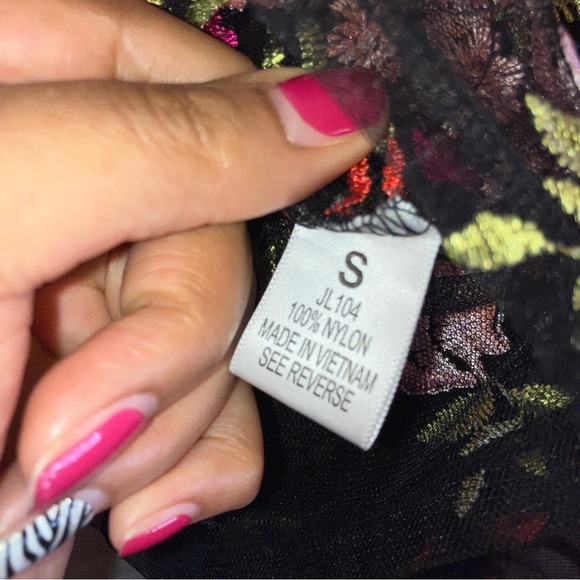 S
JL104
100% NYLON
MADE IN VIETNAM
SEE REVERSE